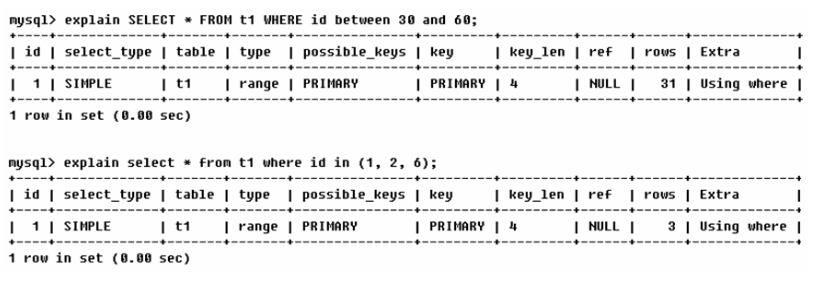 mysql> explain SELECT * FROM t1 WHERE id between 30 and 60;
+----+-------------+-------+-------+---------------+---------+---------+------+------+-------------+
| id | select_type | table | type  | possible_keys | key     | key_len | ref  | rows | Extra       |
+----+-------------+-------+-------+---------------+---------+---------+------+------+-------------+
|  1 | SIMPLE      | t1    | range | PRIMARY       | PRIMARY | 4       | NULL |   31 | Using where |
+----+-------------+-------+-------+---------------+---------+---------+------+------+-------------+
1 row in set (0.00 sec)
mysql> explain select * from t1 where id in (1, 2, 6);
+----+-------------+-------+-------+---------------+---------+---------+------+------+-------------+
| id | select_type | table | type  | possible_keys | key     | key_len | ref  | rows | Extra       |
+----+-------------+-------+-------+---------------+---------+---------+------+------+-------------+
|  1 | SIMPLE      | t1    | range | PRIMARY       | PRIMARY | 4       | NULL |    3 | Using where |
+----+-------------+-------+-------+---------------+---------+---------+------+------+-------------+
1 row in set (0.00 sec)